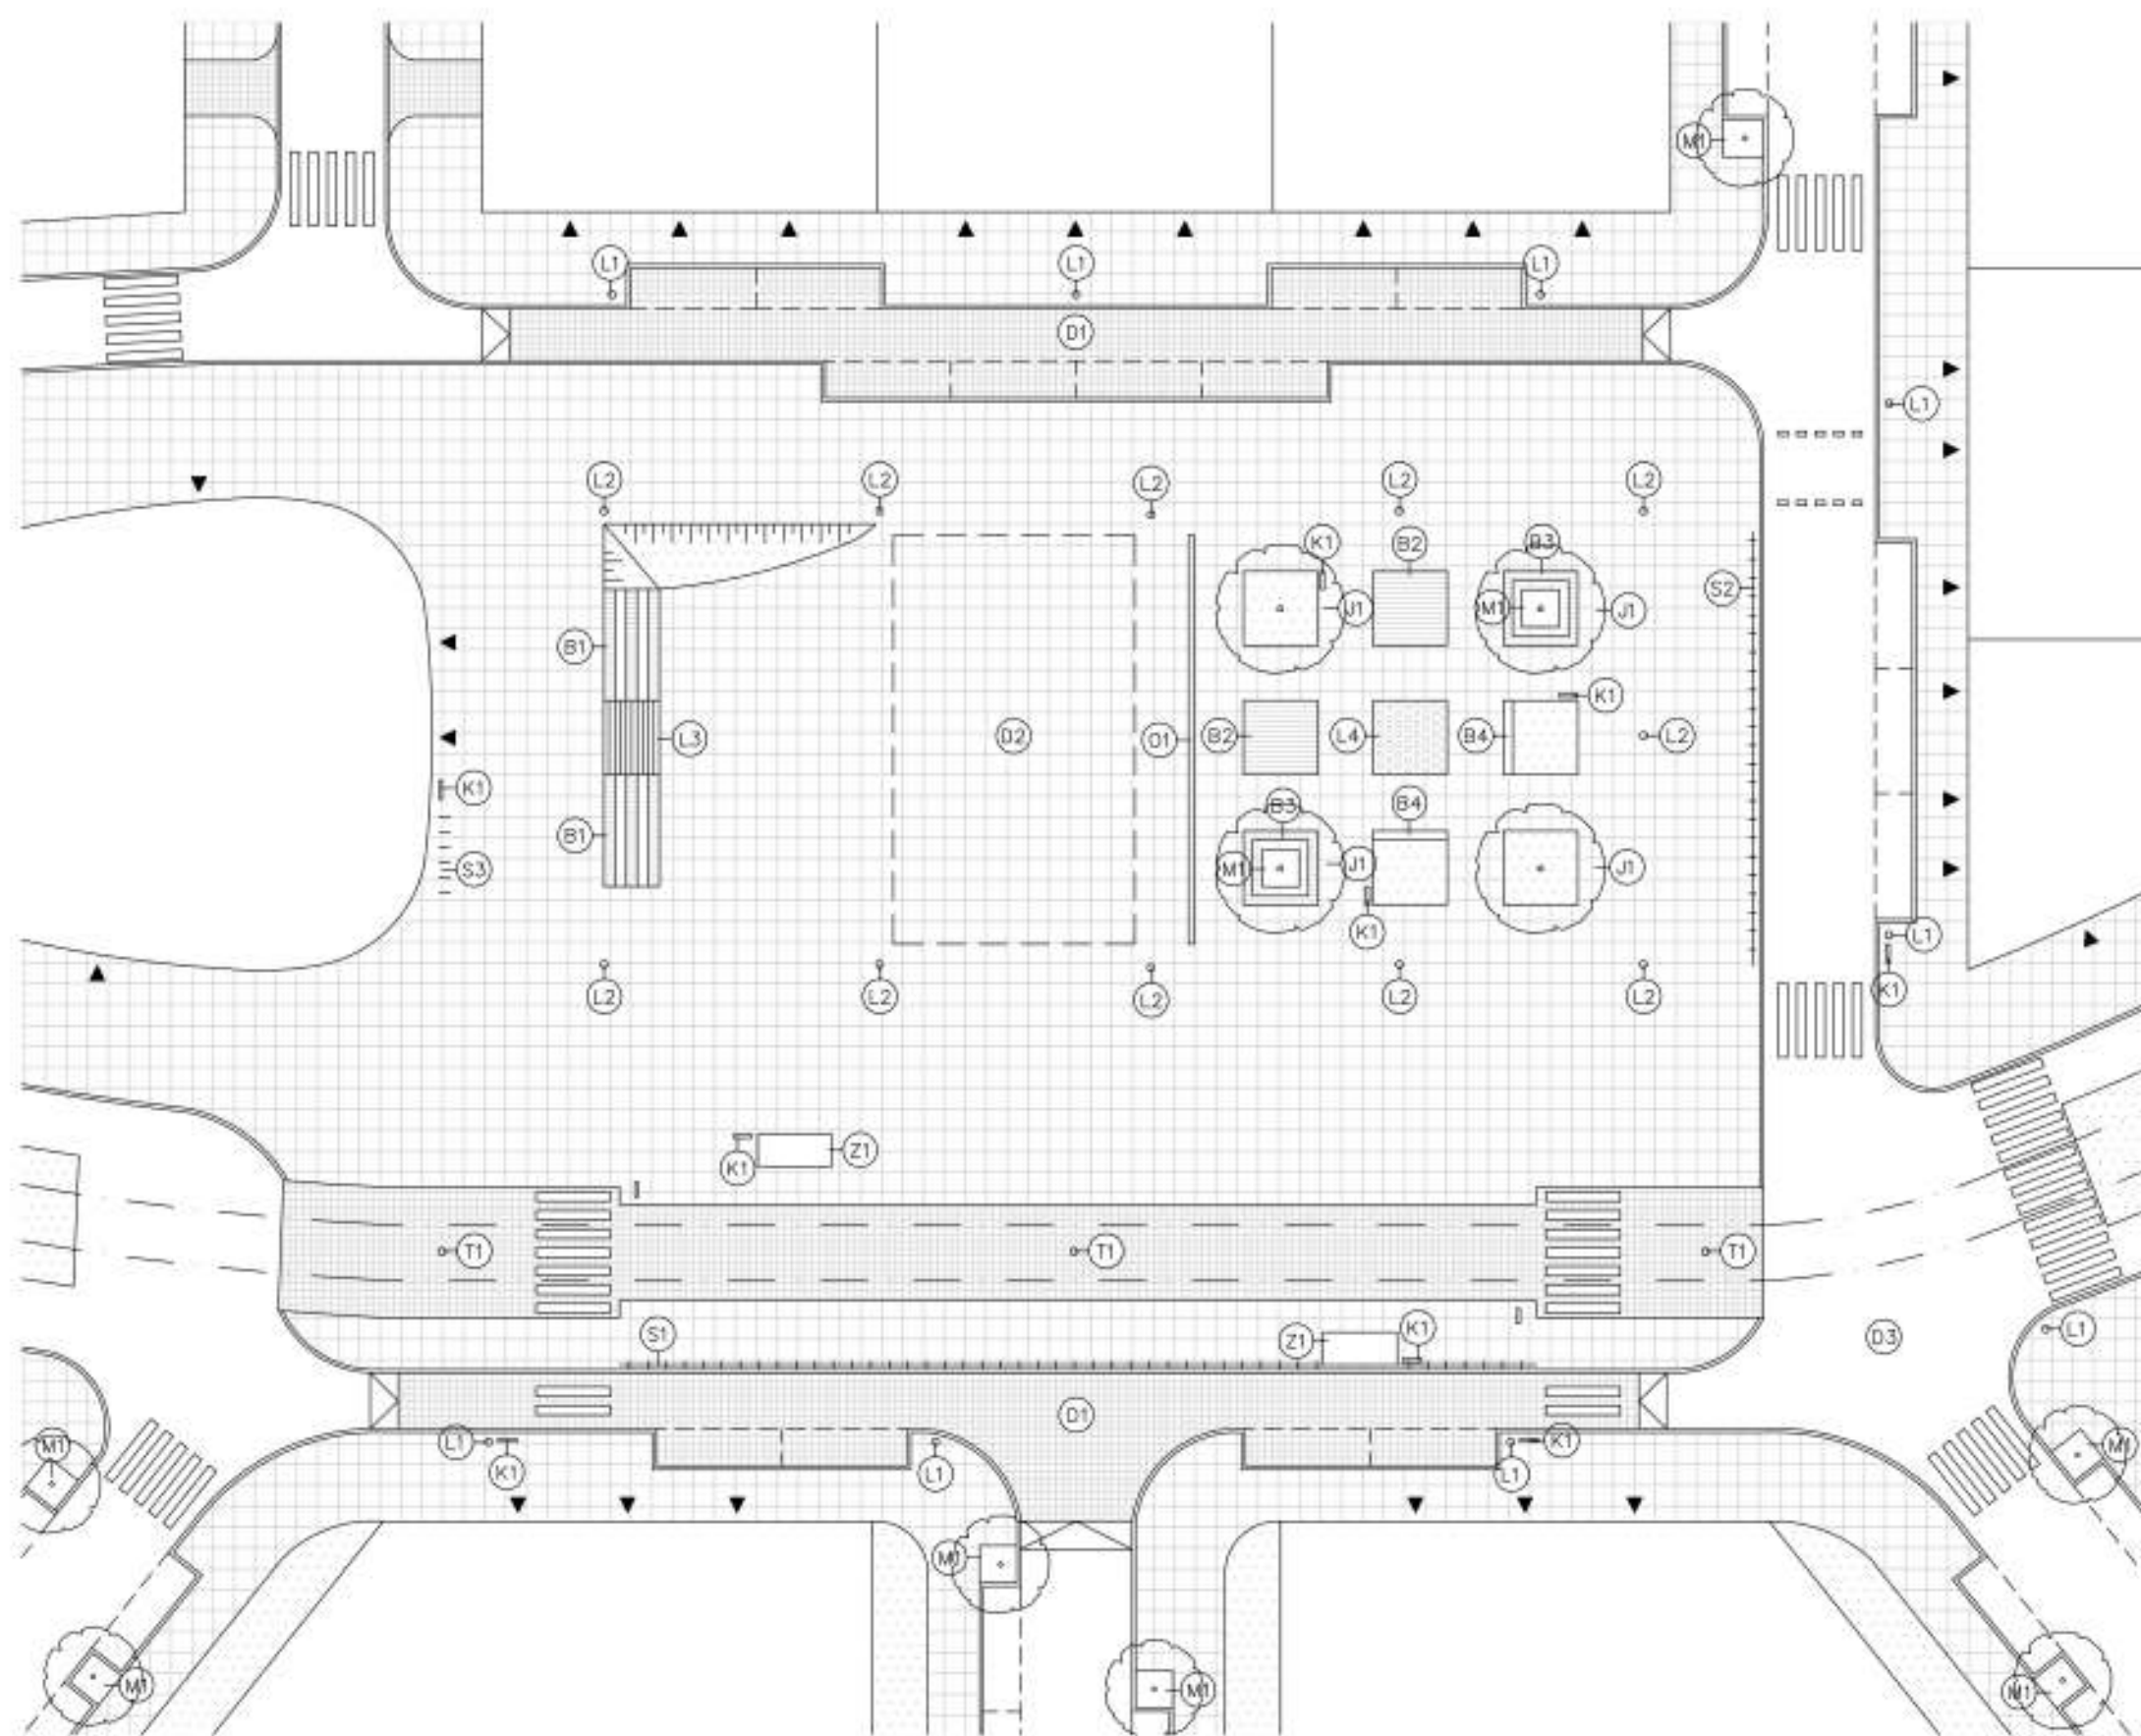 M1
L1 L1 L1
D1
L1
L2 L2 L2 L2 L2
K1 B2 B3
S2
J1 M1 J1
B1
K1
L3 D2 O1 B2 L4 B4 L2
K1
B3 B4
B1
S3 M1 J1 J1
K1 L1
K1
L2 L2 L2 L2 L2
Z1
K1
T1 T1 T1
S1 Z1 K1 D3 L1
D1
M1 L1 K1 M1
K1 L1 L1
M1
M1 M1 M1